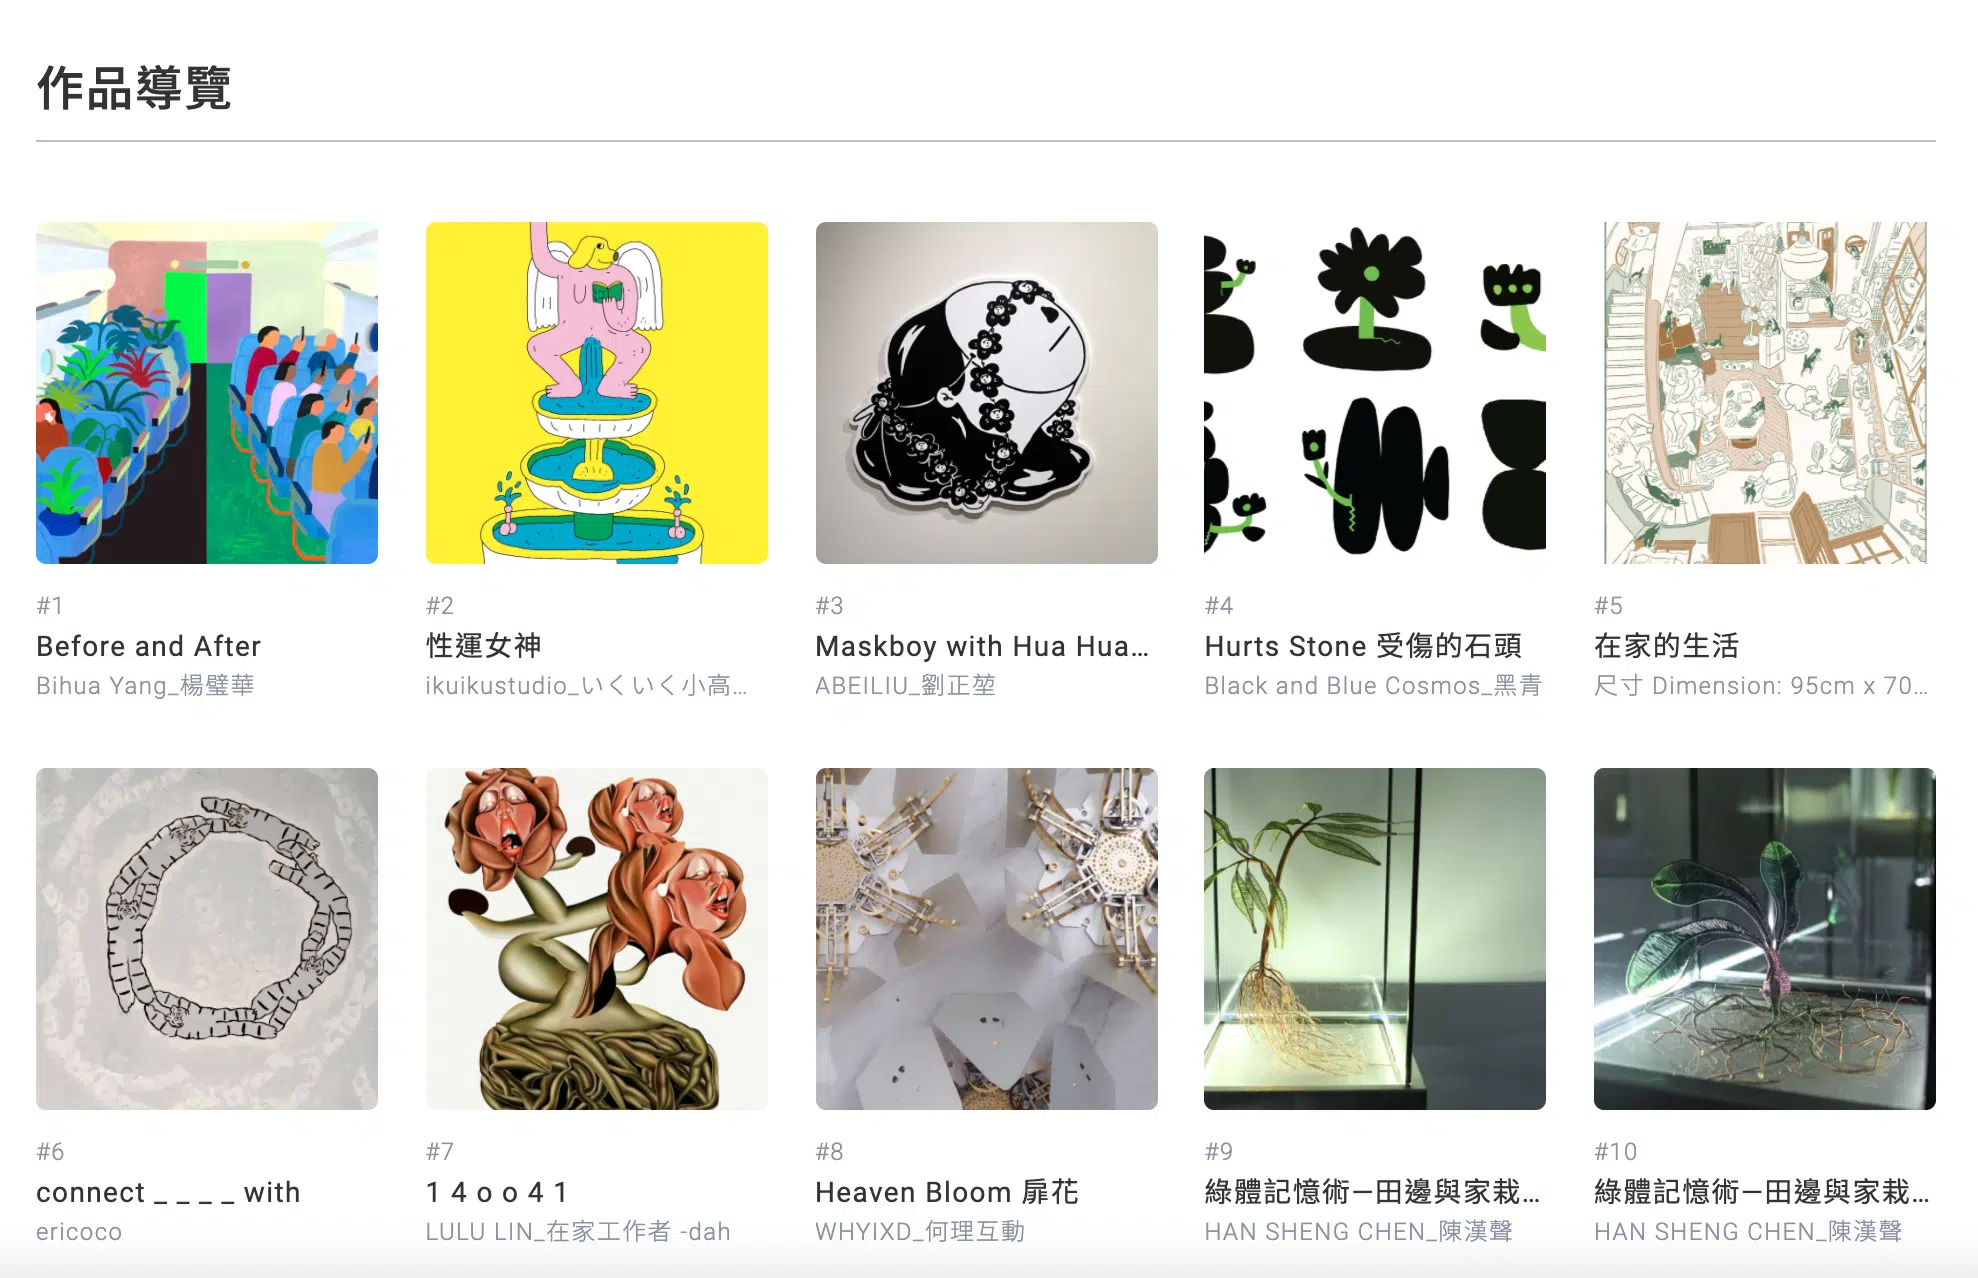 作品導覽
#1
Before and After
Bihua Yang_楊璧華
#2
性運女神
ikuikustudio_いくいく小高…
#3
Maskboy with Hua Hua…
ABEILIU_劉正堃
#4
Hurts Stone 受傷的石頭
Black and Blue Cosmos_黑青
#5
在家的生活
尺寸 Dimension: 95cm x 70…
#6
connect _ _ _ _ with
ericoco
#7
1 4 o o 4 1
LULU LIN_在家工作者 -dah
#8
Heaven Bloom 扉花
WHYIXD_何理互動
#9
綠體記憶術—田邊與家栽…
HAN SHENG CHEN_陳漢聲
#10
綠體記憶術—田邊與家栽…
HAN SHENG CHEN_陳漢聲